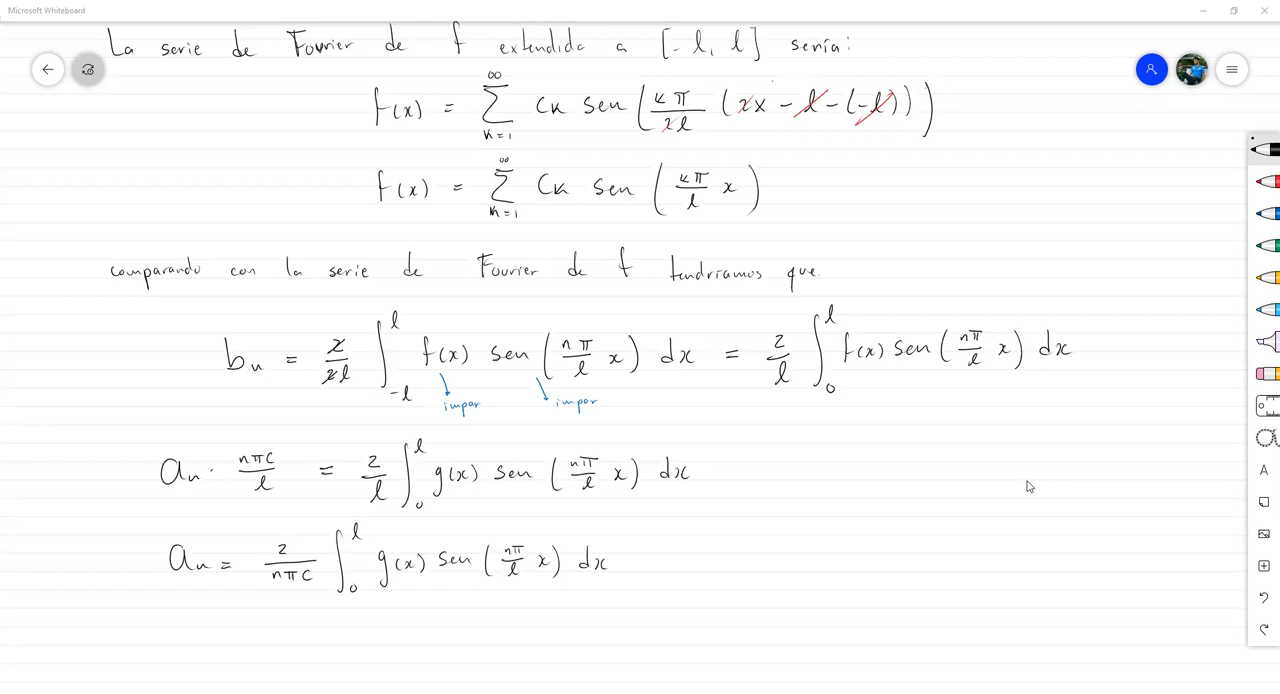 Microsoft Whiteboard
La serie de Fourier de f extendida a [-l, l] sería:
f(x) = ∑_{k=1}^{∞} Ck sen(kπ/2l (2x - l - (-l)))
f(x) = ∑_{k=1}^{∞} Ck sen(kπ/l x)
comparando con la serie de Fourier de f tendríamos que:
bn = 2/2l ∫_{-l}^{l} f(x) sen(nπ/l x) dx = 2/l ∫_{0}^{l} f(x) sen(nπ/l x) dx
impar impar
an · nπc/l = 2/l ∫_{0}^{l} g(x) sen(nπ/l x) dx
an = 2/nπc ∫_{0}^{l} g(x) sen(nπ/l x) dx